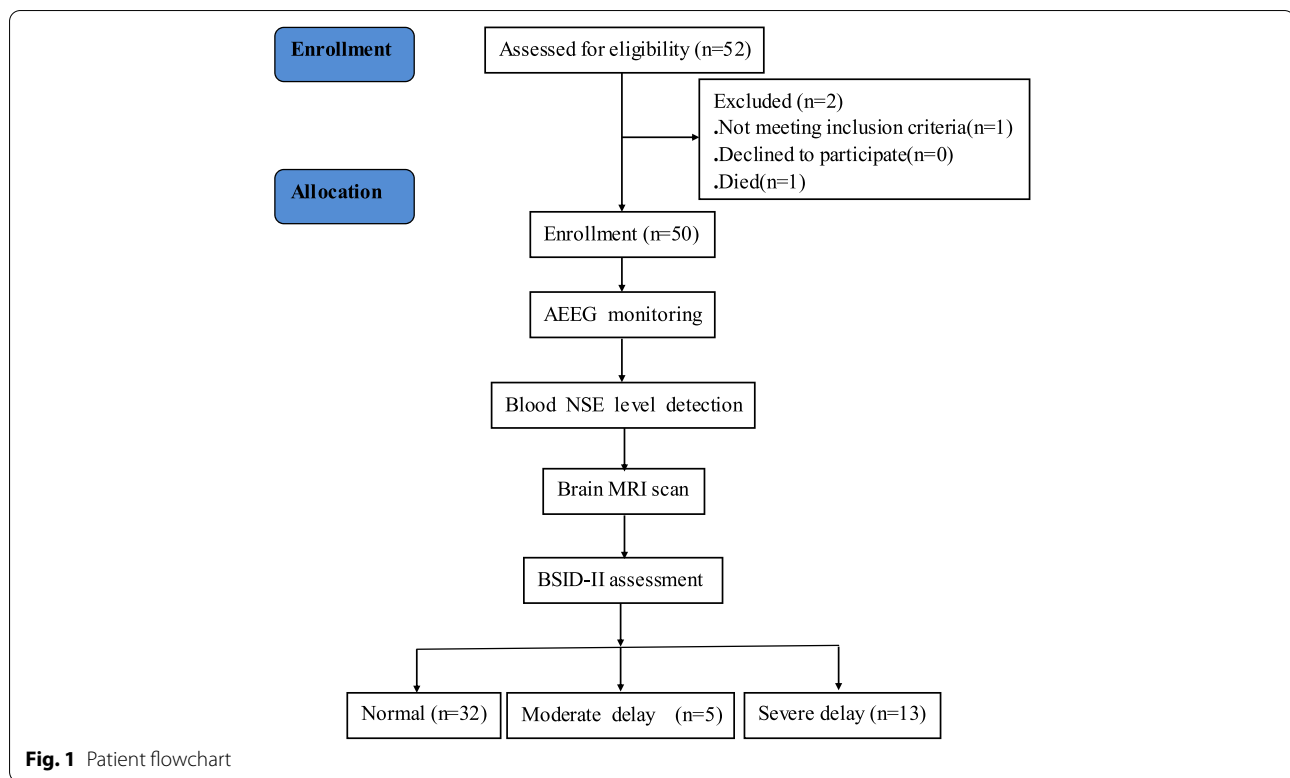 Enrollment
Assessed for eligibility (n=52)
Excluded (n=2)
.Not meeting inclusion criteria(n=1)
.Declined to participate(n=0)
.Died(n=1)
Allocation
Enrollment (n=50)
AEEG monitoring
Blood NSE level detection
Brain MRI scan
BSID-II assessment
Normal (n=32)
Moderate delay (n=5)
Severe delay (n=13)
Fig. 1 Patient flowchart